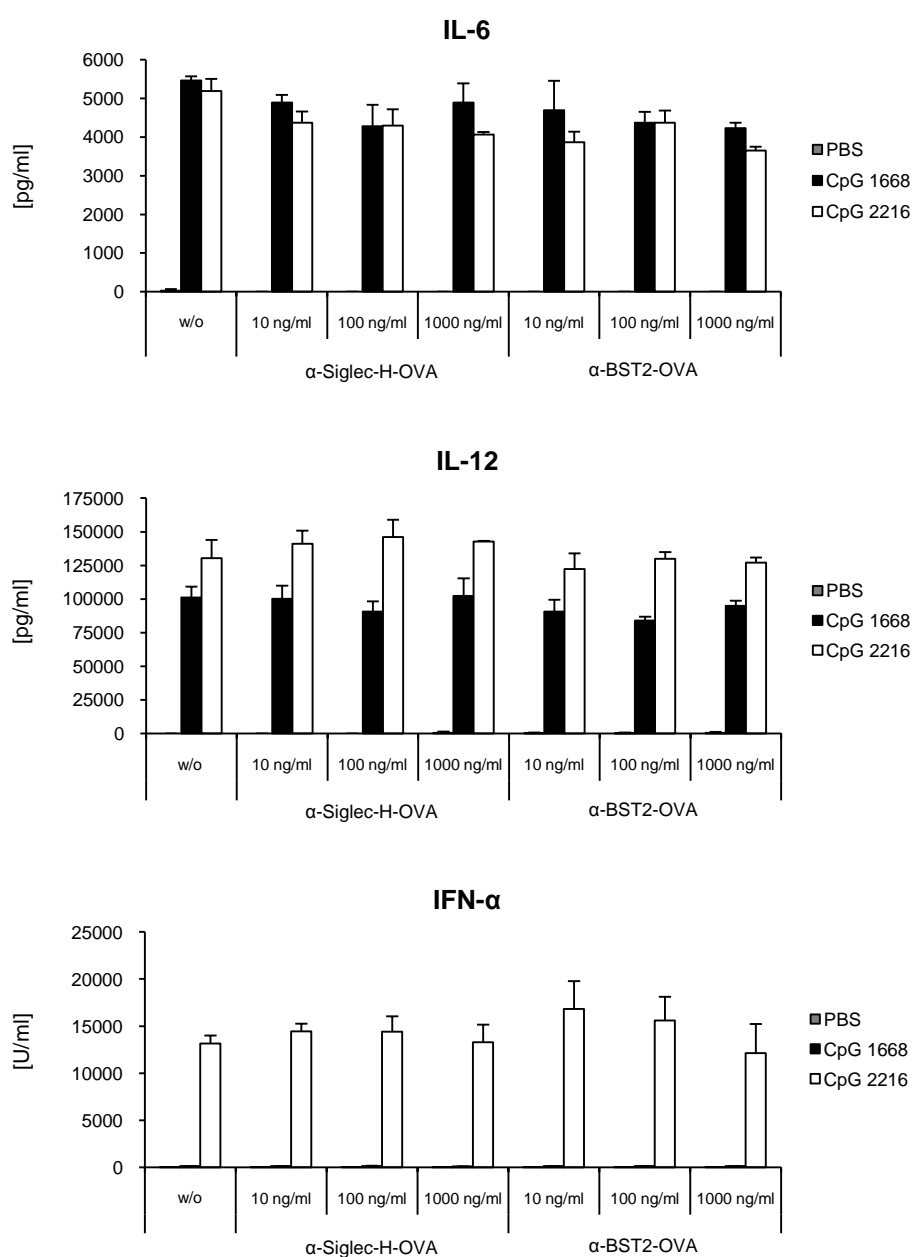 IL-6
6000
5000
4000
3000
2000
1000
0
[pg/ml]
PBS
CpG 1668
CpG 2216
w/o 10 ng/ml 100 ng/ml 1000 ng/ml 10 ng/ml 100 ng/ml 1000 ng/ml
α-Siglec-H-OVA α-BST2-OVA
IL-12
175000
150000
125000
100000
75000
50000
25000
0
[pg/ml]
PBS
CpG 1668
CpG 2216
w/o 10 ng/ml 100 ng/ml 1000 ng/ml 10 ng/ml 100 ng/ml 1000 ng/ml
α-Siglec-H-OVA α-BST2-OVA
IFN-α
25000
20000
15000
10000
5000
0
[U/ml]
PBS
CpG 1668
CpG 2216
w/o 10 ng/ml 100 ng/ml 1000 ng/ml 10 ng/ml 100 ng/ml 1000 ng/ml
α-Siglec-H-OVA α-BST2-OVA